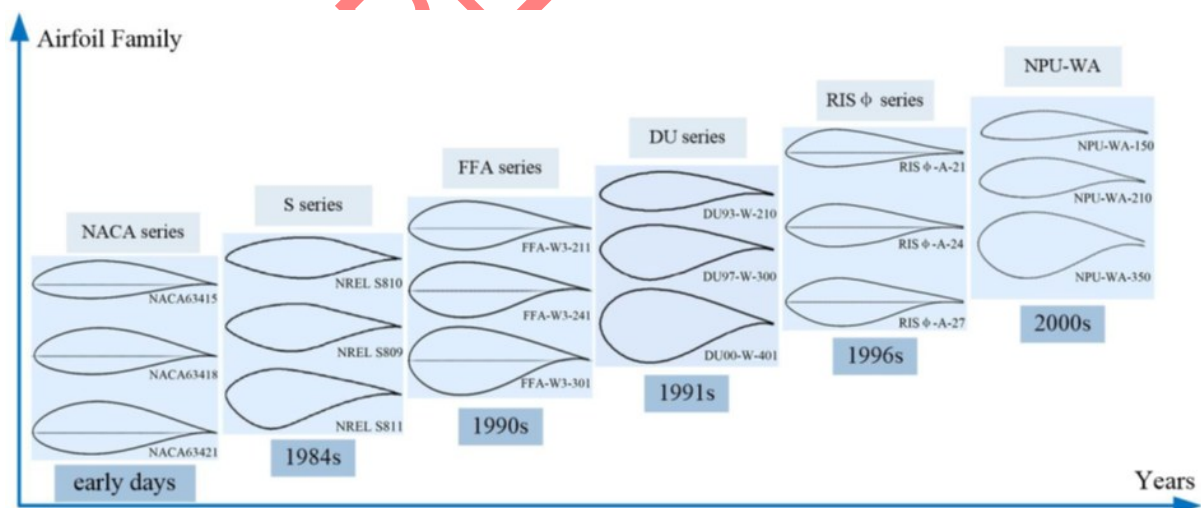 Airfoil Family
NACA series
NACA63415
NACA63418
NACA63421
early days
S series
NREL S810
NREL S809
NREL S811
1984s
FFA series
FFA-W3-211
FFA-W3-241
FFA-W3-301
1990s
DU series
DU93-W-210
DU97-W-300
DU00-W-401
1991s
RIS ϕ series
RIS ϕ-A-21
RIS ϕ-A-24
RIS ϕ-A-27
1996s
NPU-WA
NPU-WA-150
NPU-WA-210
NPU-WA-350
2000s
Years